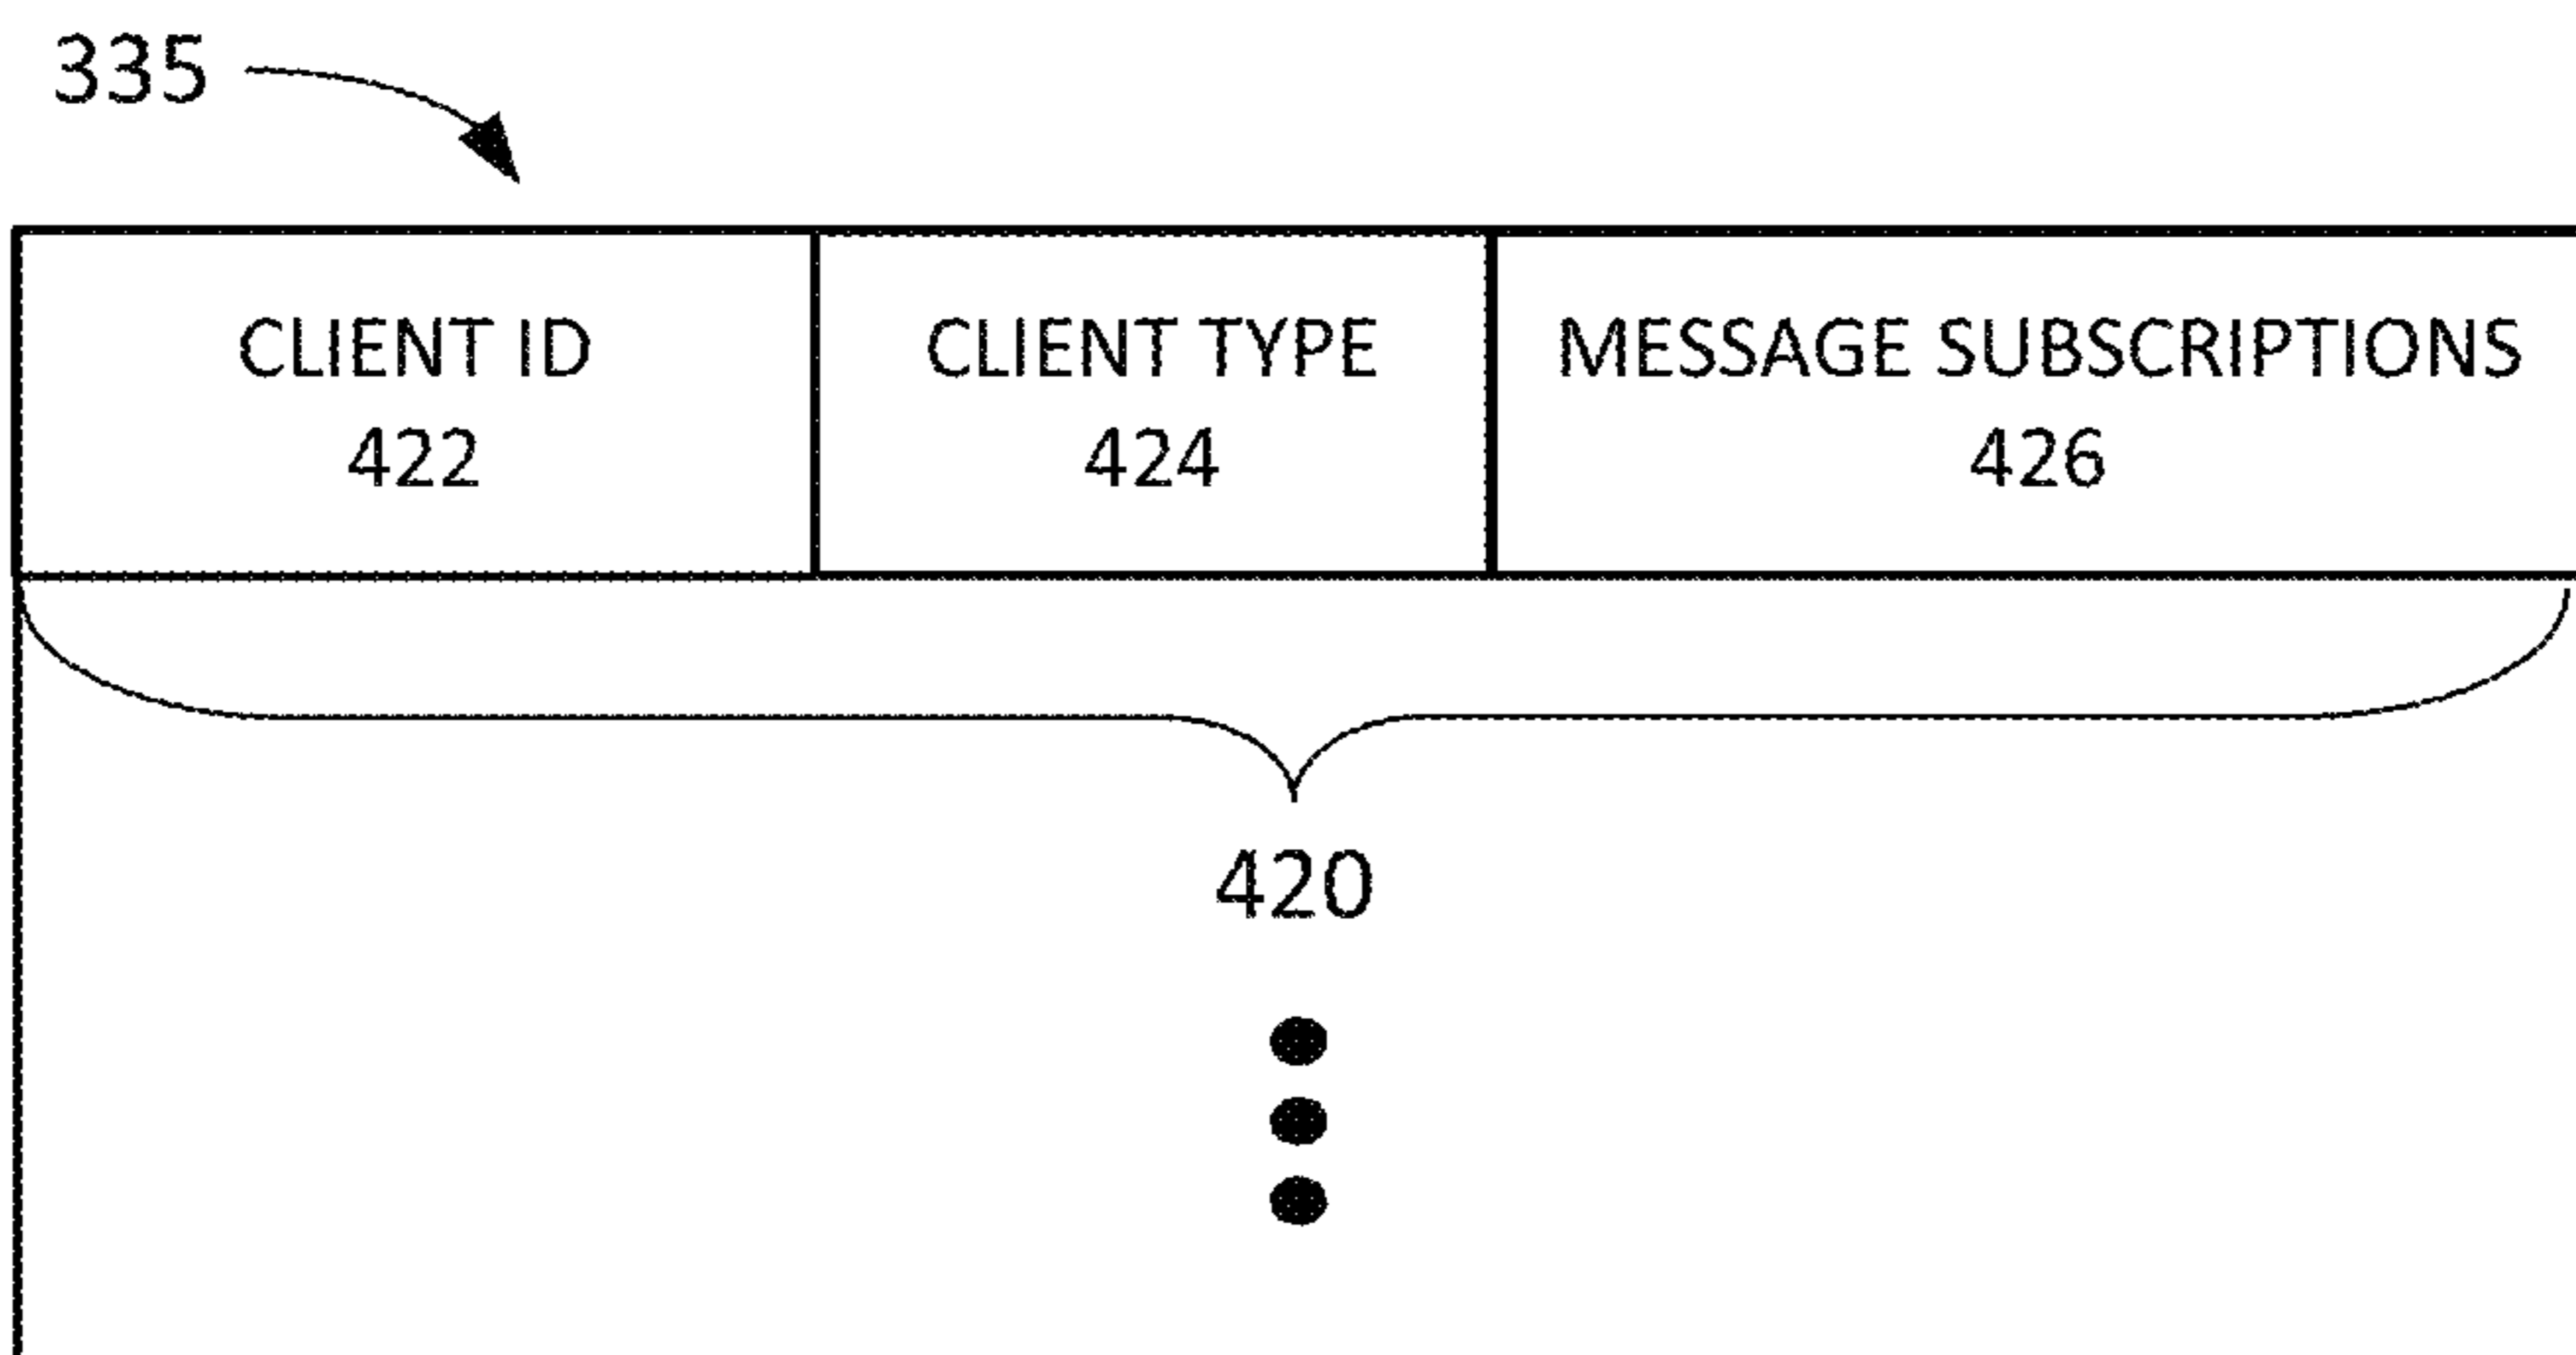 335
CLIENT ID
422
CLIENT TYPE
424
MESSAGE SUBSCRIPTIONS
426
420